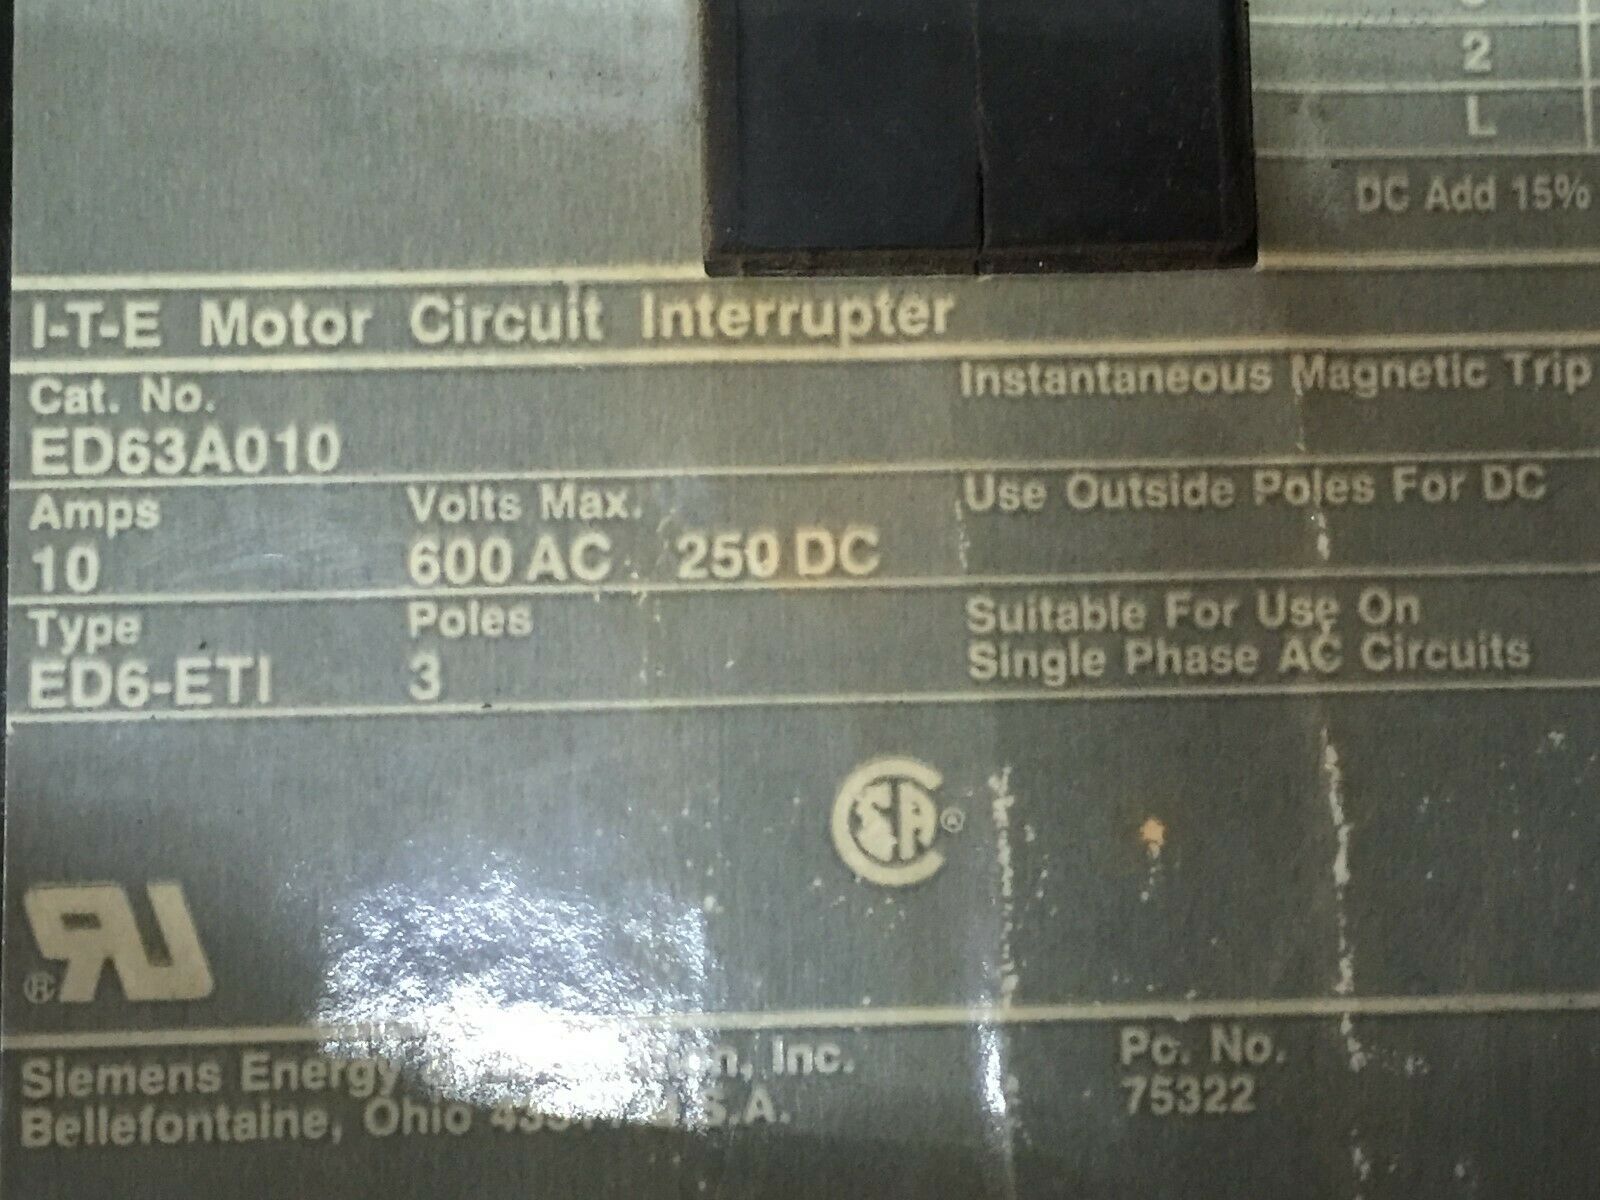 2
L
DC Add 15%
I-T-E Motor Circuit Interrupter
Cat. No.
ED63A010
Instantaneous Magnetic Trip
Amps
10
Volts Max.
600 AC 250 DC
Use Outside Poles For DC
Type
ED6-ETI
Poles
3
Suitable For Use On
Single Phase AC Circuits
SA
®
RU
®
Siemens Energy Inc.
Bellefontaine, Ohio S.A.
Pc. No.
75322